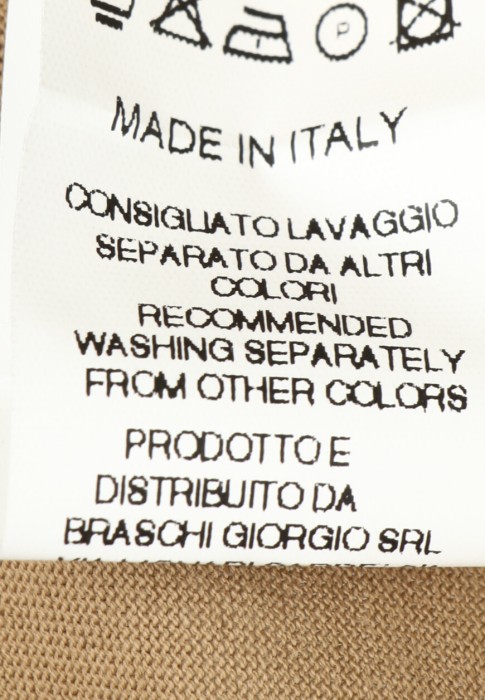 P
MADE IN ITALY
CONSIGLIATO LAVAGGIO
SEPARATO DA ALTRI
COLORI
RECOMMENDED
WASHING SEPARATELY
FROM OTHER COLORS
PRODOTTO E
DISTRIBUITO DA
BRASCHI GIORGIO SRL